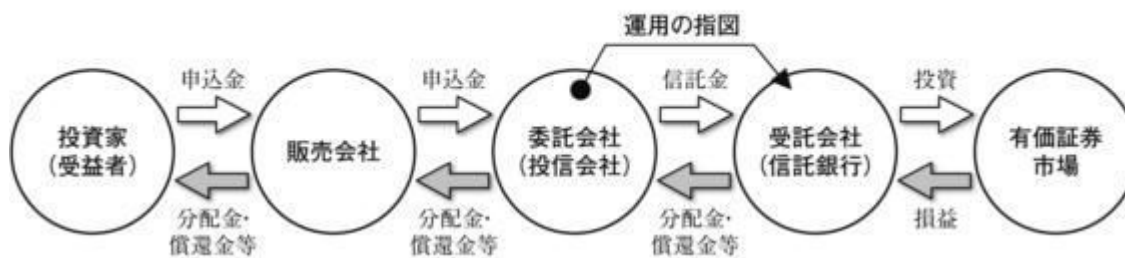 運用の指図
申込金
申込金
信託金
投資
投資家
(受益者)
販売会社
委託会社
(投信会社)
受託会社
(信託銀行)
有価証券
市場
分配金・
償還金等
分配金・
償還金等
分配金・
償還金等
損益